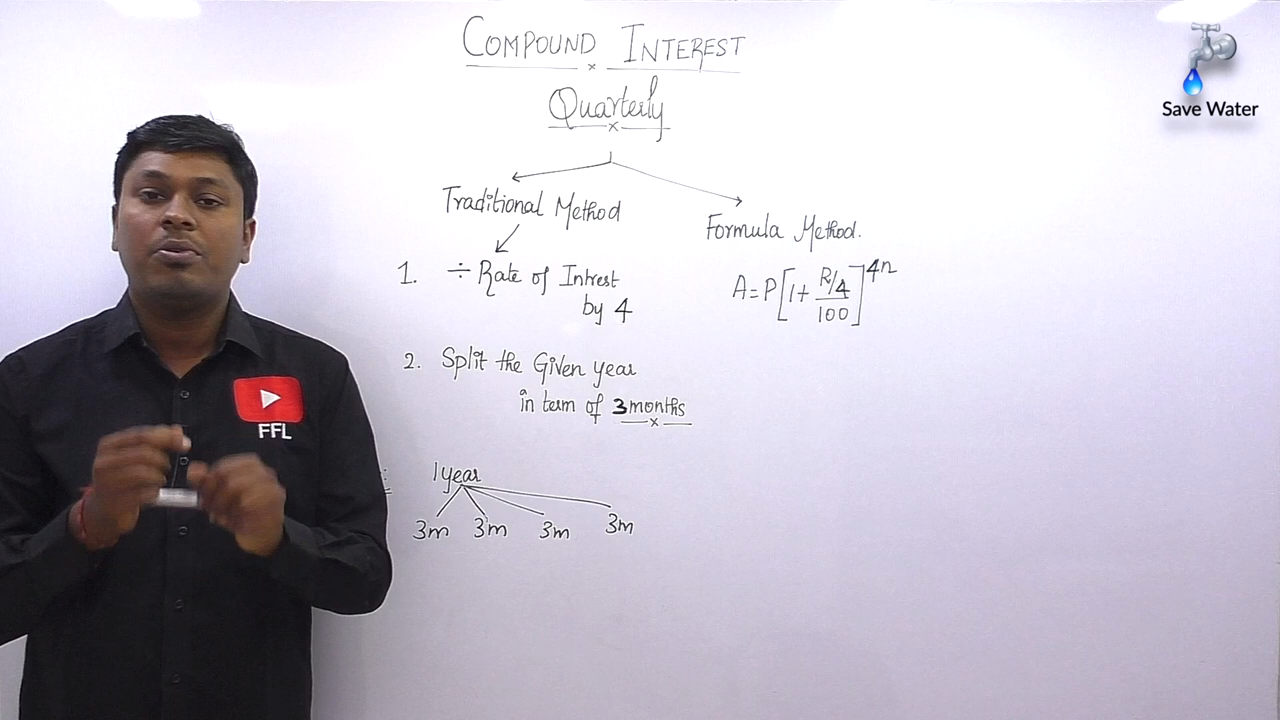 COMPOUND INTEREST
Quarterly
Traditional Method
Formula Method.
1. ÷ Rate of Intrest
by 4
A=P[1+ R/4 / 100]^4n
2. Split the Given year
in term of 3 months
1 year
3m 3m 3m 3m
FFL
Save Water